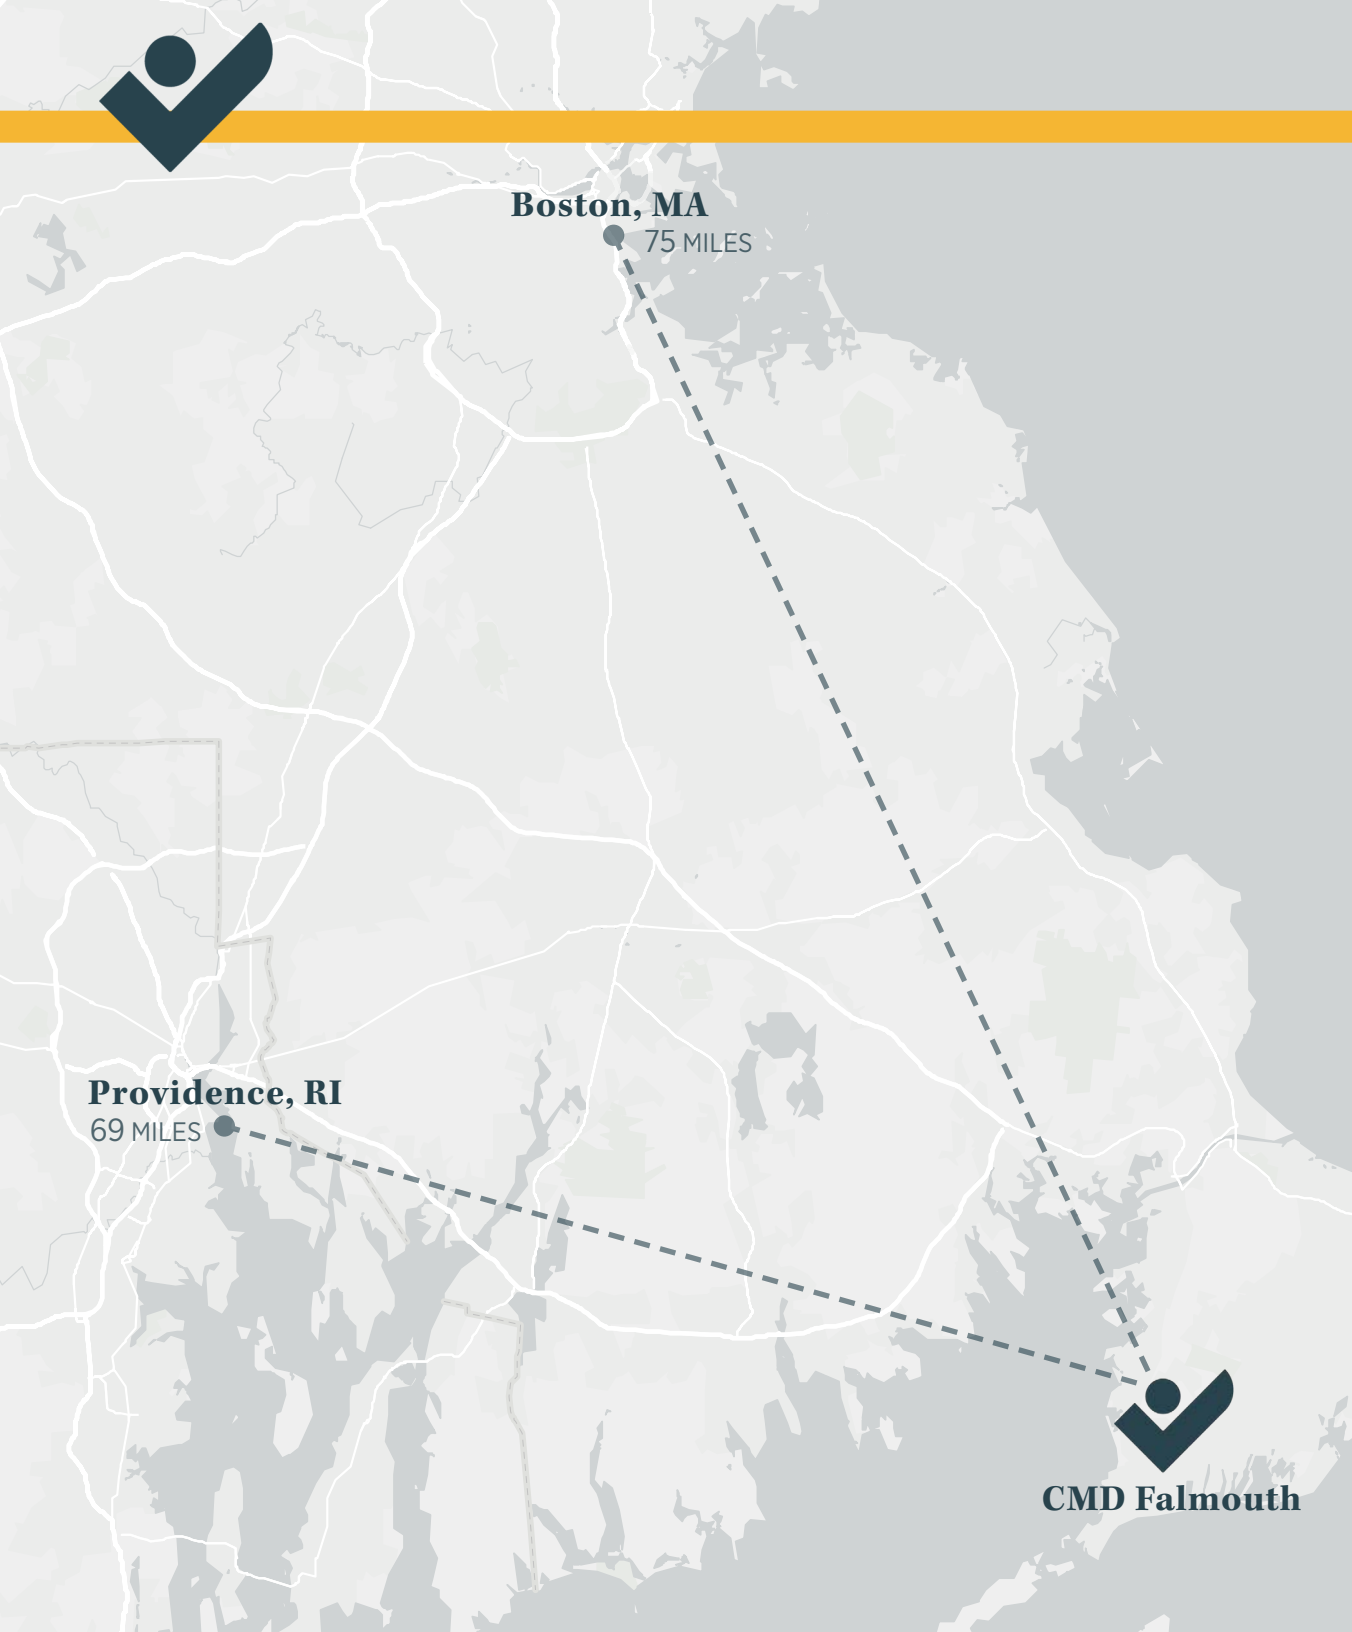 Boston, MA
75 MILES
Providence, RI
69 MILES
CMD Falmouth